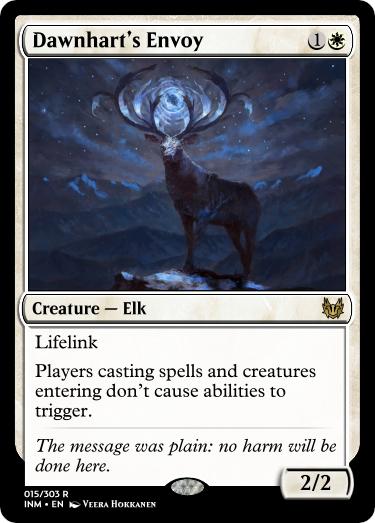 Dawnhart's Envoy 1
Creature — Elk
Lifelink
Players casting spells and creatures
entering don't cause abilities to
trigger.
The message was plain: no harm will be
done here.
2/2
015/303 R
INM • EN VEERA HOKKANEN